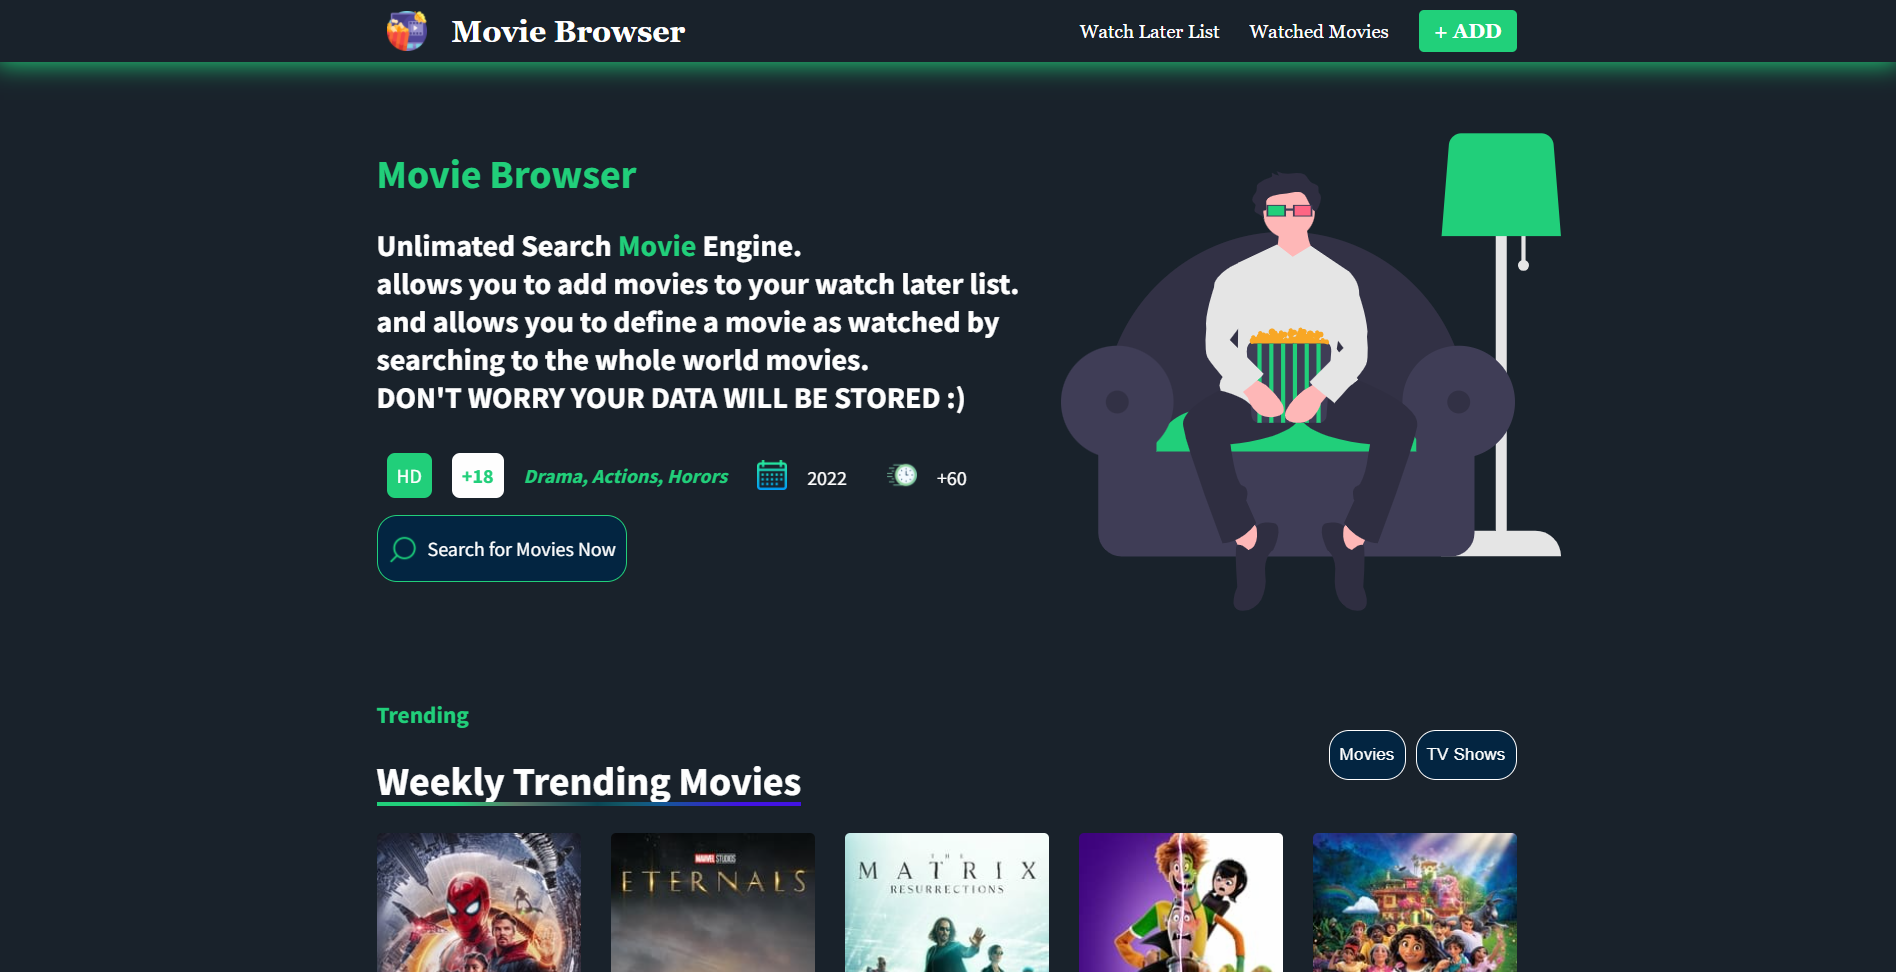 Movie Browser
Watch Later List
Watched Movies
+ ADD
Movie Browser
Unlimated Search Movie Engine.
allows you to add movies to your watch later list.
and allows you to define a movie as watched by
searching to the whole world movies.
DON'T WORRY YOUR DATA WILL BE STORED :)
HD
+18
Drama, Actions, Horors
2022
+60
Search for Movies Now
Trending
Movies
TV Shows
Weekly Trending Movies
MARVEL STUDIOS
ETERNALS
THE
MATRIX
RESURRECTIONS